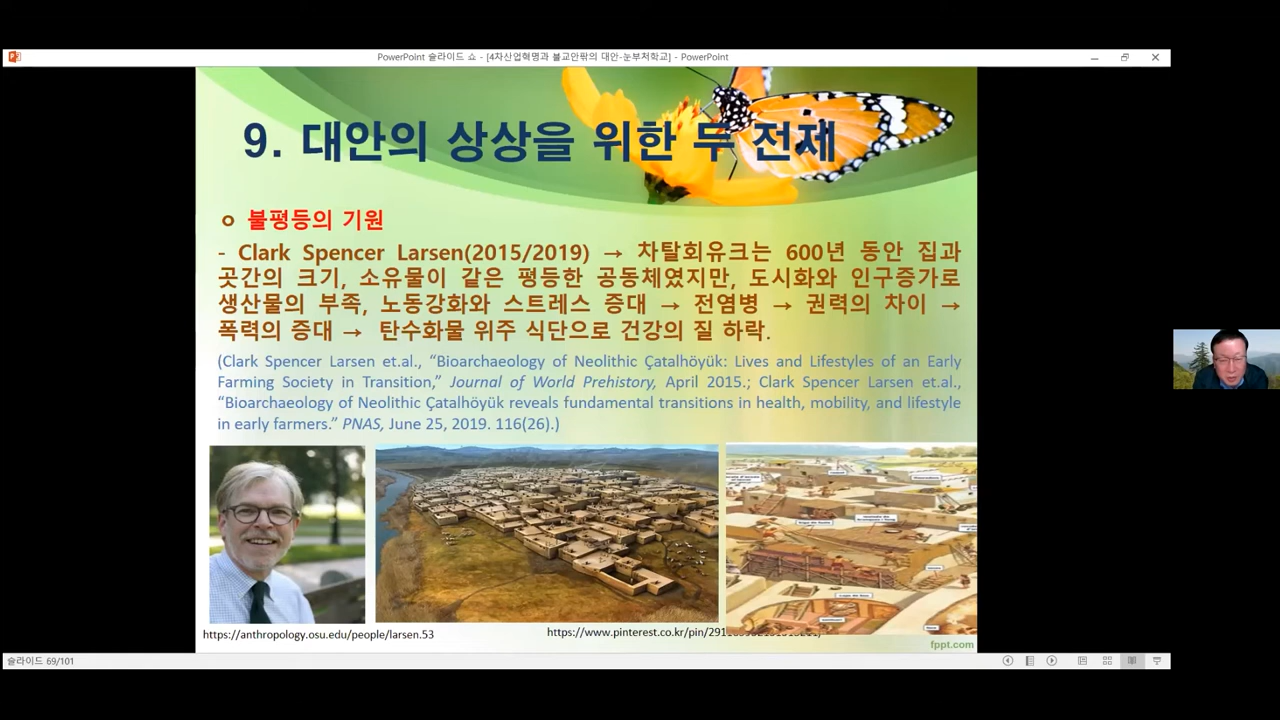 PowerPoint 슬라이드 쇼 - [4차산업혁명과 불교안팎의 대안-눈부처학교] - PowerPoint
9. 대안의 상상을 위한 두 전제
불평등의 기원
- Clark Spencer Larsen(2015/2019) → 차탈회유크는 600년 동안 집과
곳간의 크기, 소유물이 같은 평등한 공동체였지만, 도시화와 인구증가로
생산물의 부족, 노동강화와 스트레스 증대 → 전염병 → 권력의 차이 →
폭력의 증대 → 탄수화물 위주 식단으로 건강의 질 하락.
(Clark Spencer Larsen et.al., “Bioarchaeology of Neolithic Çatalhöyük: Lives and Lifestyles of an Early
Farming Society in Transition,” Journal of World Prehistory, April 2015.; Clark Spencer Larsen et.al.,
“Bioarchaeology of Neolithic Çatalhöyük reveals fundamental transitions in health, mobility, and lifestyle
in early farmers.” PNAS, June 25, 2019. 116(26).)
https://anthropology.osu.edu/people/larsen.53
fppt.com
슬라이드 69/101